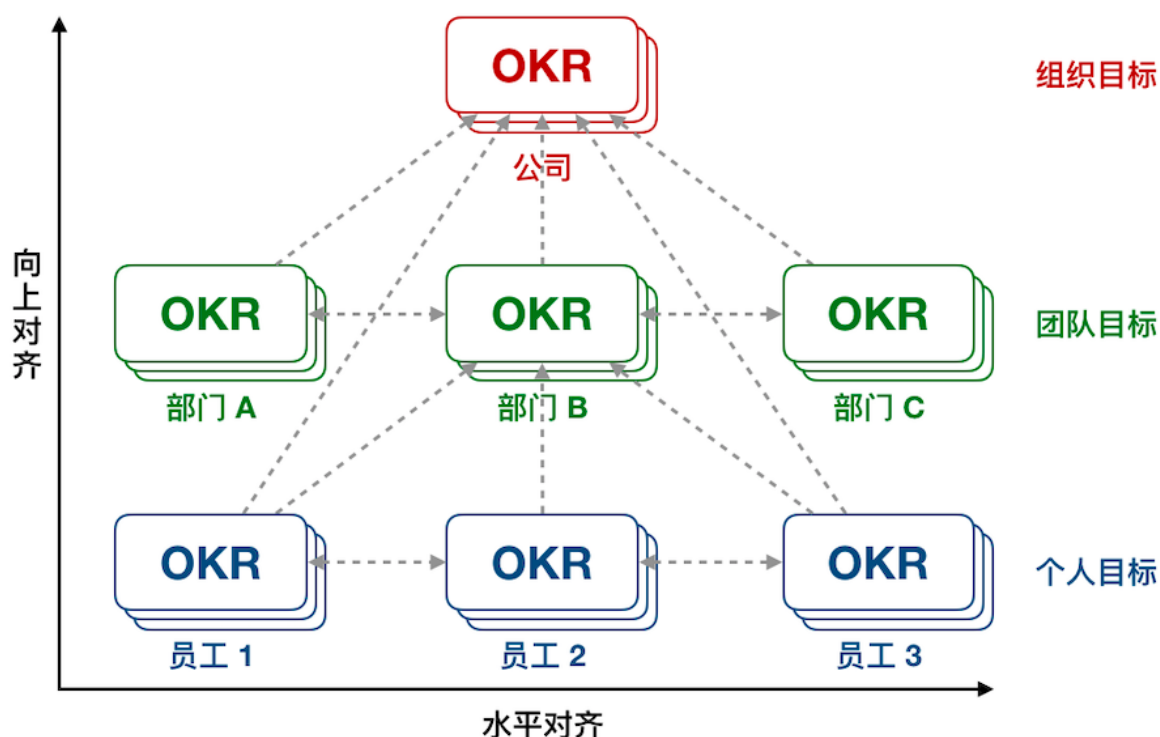 OKR
组织目标
公司
向上对齐
OKR
OKR
OKR
团队目标
部门 A
部门 B
部门 C
OKR
OKR
OKR
个人目标
员工 1
员工 2
员工 3
水平对齐